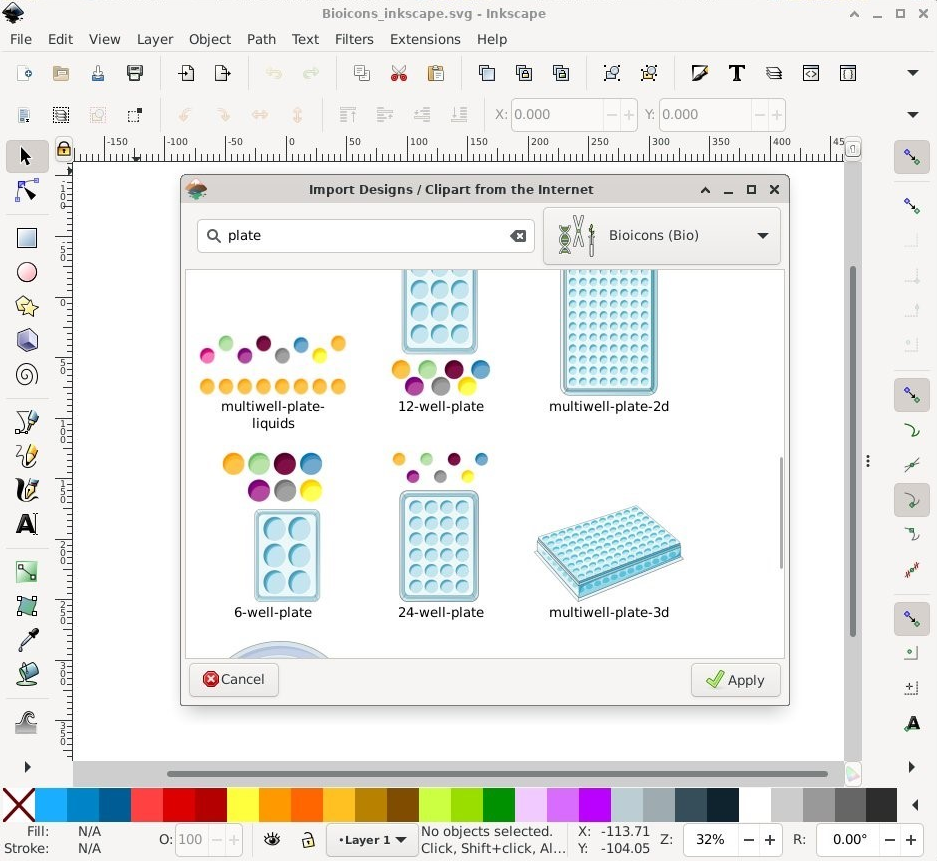 Bioicons_inkscape.svg - Inkscape
File Edit View Layer Object Path Text Filters Extensions Help
X: 0.000 Y: 0.000
-150 -100 -50 0 50 100 150 200 250 300 350 400 45
Import Designs / Clipart from the Internet
plate
Bioicons (Bio)
multiwell-plate-
liquids
12-well-plate
multiwell-plate-2d
6-well-plate
24-well-plate
multiwell-plate-3d
Cancel
Apply
Fill: N/A
Stroke: N/A
O: 100
•Layer 1
No objects selected.
Click, Shift+click, Al...
X: -113.71
Y: -104.05
Z: 32%
R: 0.00°